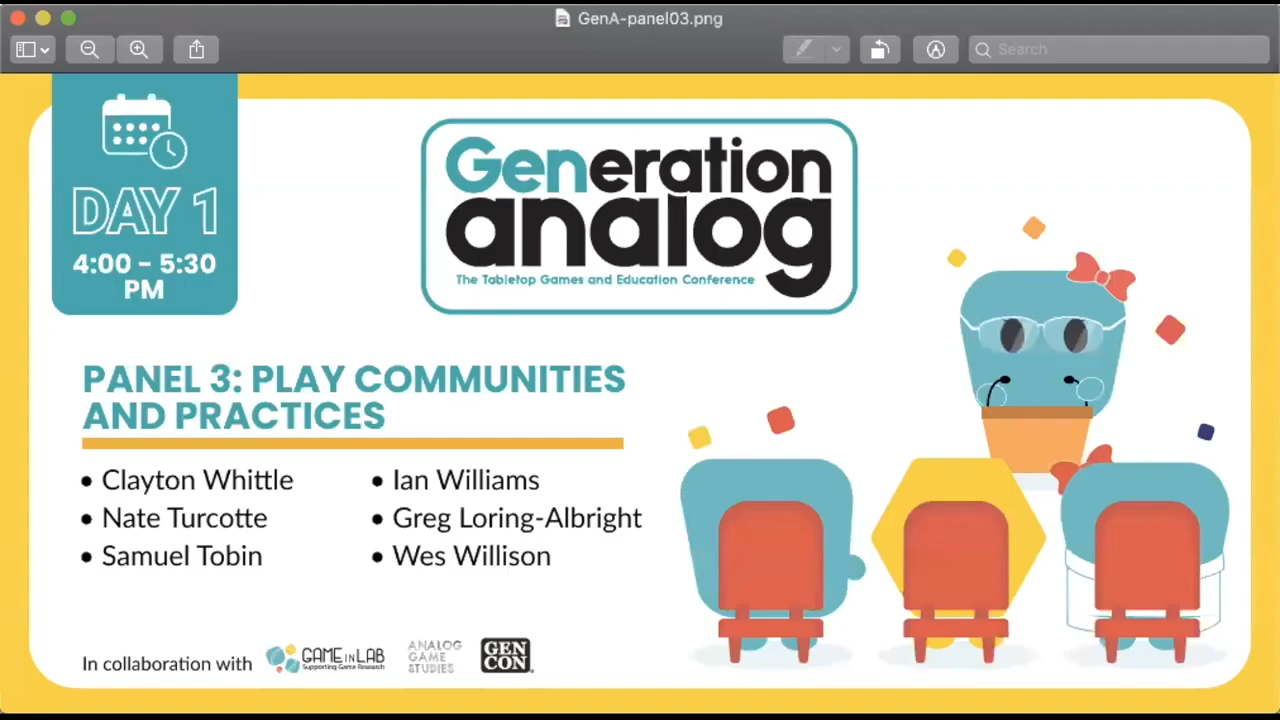 GenA-panel03.png
Search
DAY 1
4:00 - 5:30
PM
Generation
analog
The Tabletop Games and Education Conference
PANEL 3: PLAY COMMUNITIES
AND PRACTICES
• Clayton Whittle
• Nate Turcotte
• Samuel Tobin
• Ian Williams
• Greg Loring-Albright
• Wes Willison
In collaboration with
GAME IN LAB
Supporting Game Research
ANALOG
GAME
STUDIES
GEN
CON